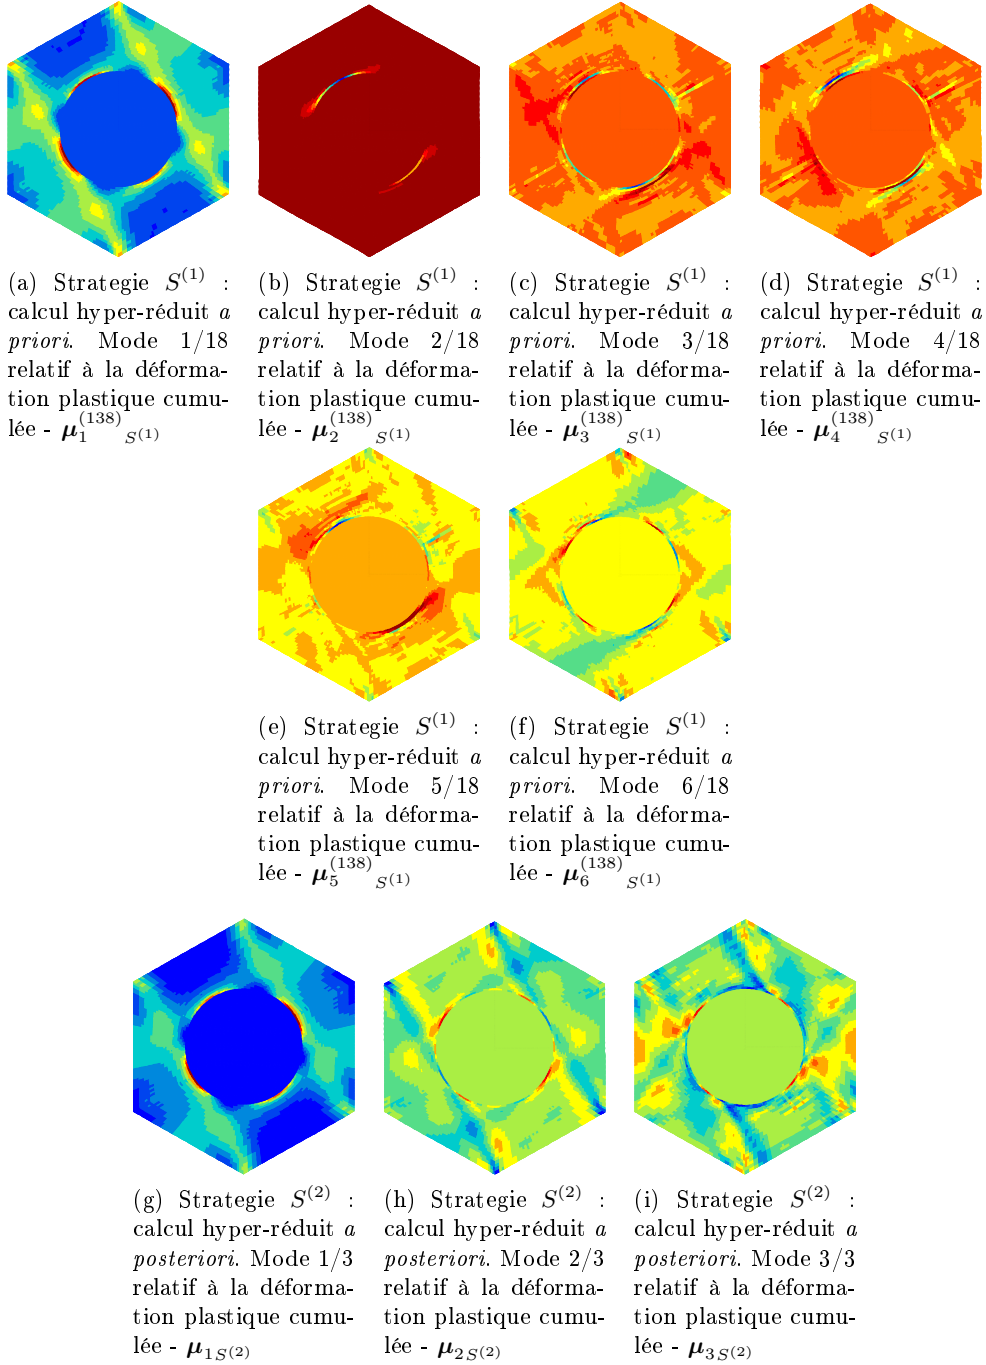 (a) Strategie S^{(1)} :
calcul hyper-réduit a
priori. Mode 1/18
relatif à la déforma-
tion plastique cumu-
lée - μ_1^{(138)}_{S^{(1)}}
(b) Strategie S^{(1)} :
calcul hyper-réduit a
priori. Mode 2/18
relatif à la déforma-
tion plastique cumu-
lée - μ_2^{(138)}_{S^{(1)}}
(c) Strategie S^{(1)} :
calcul hyper-réduit a
priori. Mode 3/18
relatif à la déforma-
tion plastique cumu-
lée - μ_3^{(138)}_{S^{(1)}}
(d) Strategie S^{(1)} :
calcul hyper-réduit a
priori. Mode 4/18
relatif à la déforma-
tion plastique cumu-
lée - μ_4^{(138)}_{S^{(1)}}
(e) Strategie S^{(1)} :
calcul hyper-réduit a
priori. Mode 5/18
relatif à la déforma-
tion plastique cumu-
lée - μ_5^{(138)}_{S^{(1)}}
(f) Strategie S^{(1)} :
calcul hyper-réduit a
priori. Mode 6/18
relatif à la déforma-
tion plastique cumu-
lée - μ_6^{(138)}_{S^{(1)}}
(g) Strategie S^{(2)} :
calcul hyper-réduit a
posteriori. Mode 1/3
relatif à la déforma-
tion plastique cumu-
lée - μ_{1S^{(2)}}
(h) Strategie S^{(2)} :
calcul hyper-réduit a
posteriori. Mode 2/3
relatif à la déforma-
tion plastique cumu-
lée - μ_{2S^{(2)}}
(i) Strategie S^{(2)} :
calcul hyper-réduit a
posteriori. Mode 3/3
relatif à la déforma-
tion plastique cumu-
lée - μ_{3S^{(2)}}